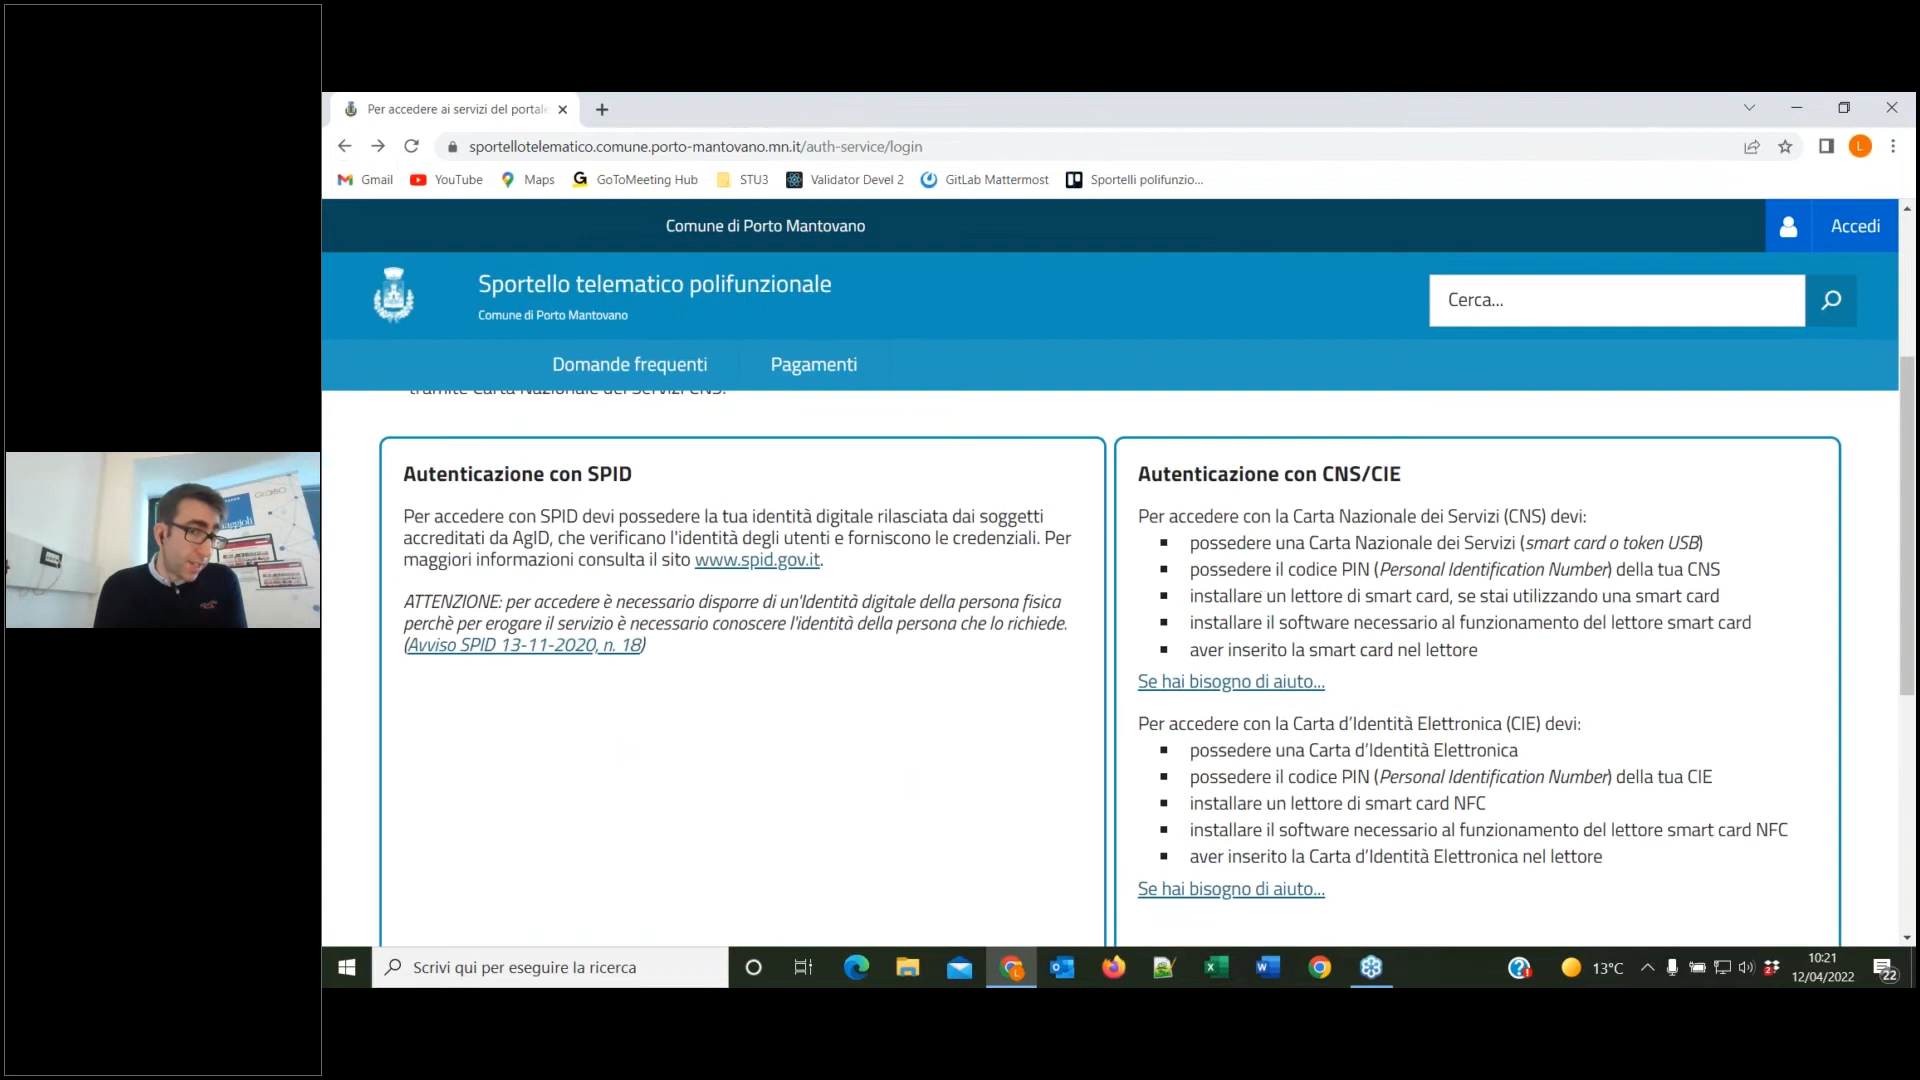 Per accedere ai servizi del portale
sportellotelematico.comune.porto-mantovano.mn.it/auth-service/login
L
Gmail
YouTube
Maps
GoToMeeting Hub
STU3
Validator Devel 2
GitLab Mattermost
Sportelli polifunzio...
Comune di Porto Mantovano
Accedi
Sportello telematico polifunzionale
Comune di Porto Mantovano
Cerca...
Domande frequenti
Pagamenti
tramite Carta Nazionale dei Servizi CNS.
Autenticazione con SPID
Per accedere con SPID devi possedere la tua identità digitale rilasciata dai soggetti
accreditati da AgID, che verificano l'identità degli utenti e forniscono le credenziali. Per
maggiori informazioni consulta il sito www.spid.gov.it.
ATTENZIONE: per accedere è necessario disporre di un'Identità digitale della persona fisica
perchè per erogare il servizio è necessario conoscere l'identità della persona che lo richiede.
(Avviso SPID 13-11-2020, n. 18)
Autenticazione con CNS/CIE
Per accedere con la Carta Nazionale dei Servizi (CNS) devi:
possedere una Carta Nazionale dei Servizi (smart card o token USB)
possedere il codice PIN (Personal Identification Number) della tua CNS
installare un lettore di smart card, se stai utilizzando una smart card
installare il software necessario al funzionamento del lettore smart card
aver inserito la smart card nel lettore
Se hai bisogno di aiuto...
Per accedere con la Carta d’Identità Elettronica (CIE) devi:
possedere una Carta d’Identità Elettronica
possedere il codice PIN (Personal Identification Number) della tua CIE
installare un lettore di smart card NFC
installare il software necessario al funzionamento del lettore smart card NFC
aver inserito la Carta d’Identità Elettronica nel lettore
Se hai bisogno di aiuto...
GLOBO
maggioli
Scrivi qui per eseguire la ricerca
13°C
10:21
12/04/2022
22